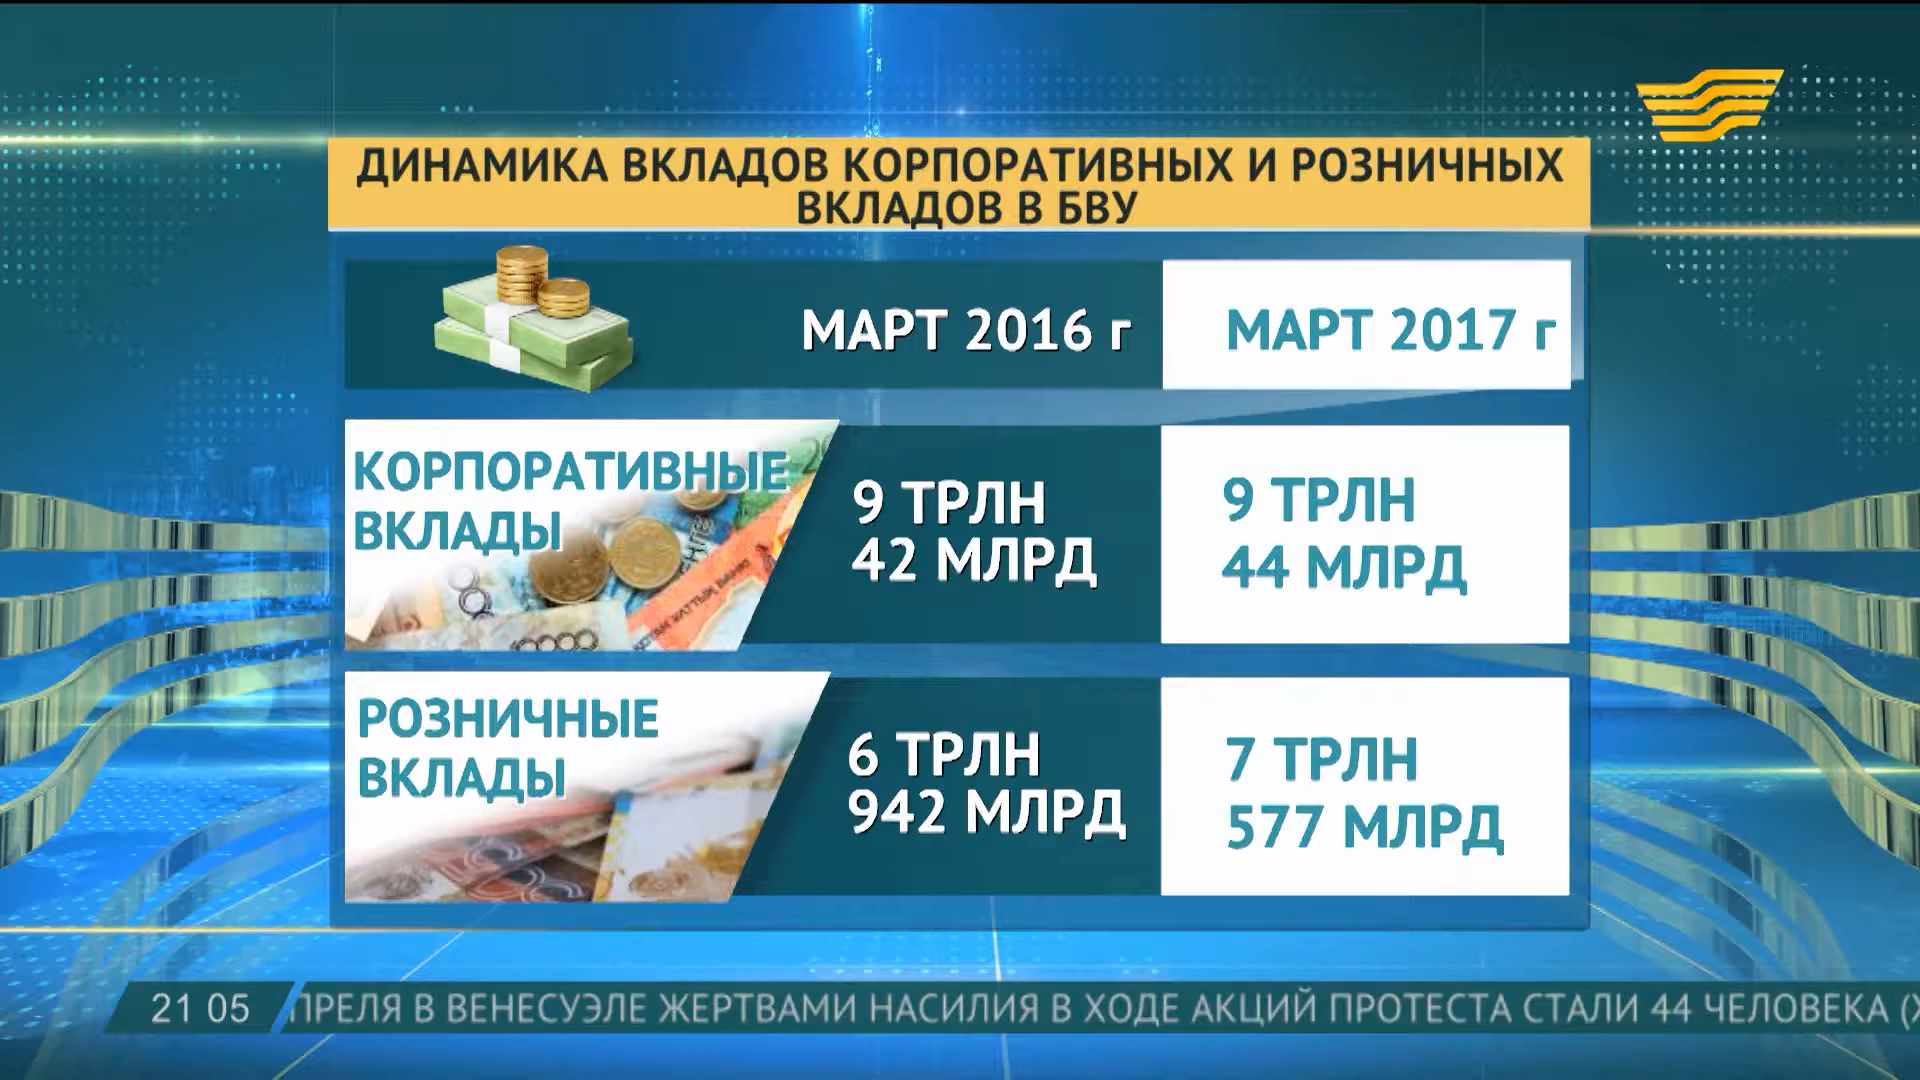 ДИНАМИКА ВКЛАДОВ КОРПОРАТИВНЫХ И РОЗНИЧНЫХ
ВКЛАДОВ В БВУ
МАРТ 2016 г
МАРТ 2017 г
КОРПОРАТИВНЫЕ
ВКЛАДЫ
9 ТРЛН
42 МЛРД
9 ТРЛН
44 МЛРД
РОЗНИЧНЫЕ
ВКЛАДЫ
6 ТРЛН
942 МЛРД
7 ТРЛН
577 МЛРД
21 05
ПРЕЛЯ В ВЕНЕСУЭЛЕ ЖЕРТВАМИ НАСИЛИЯ В ХОДЕ АКЦИЙ ПРОТЕСТА СТАЛИ 44 ЧЕЛОВЕКА (